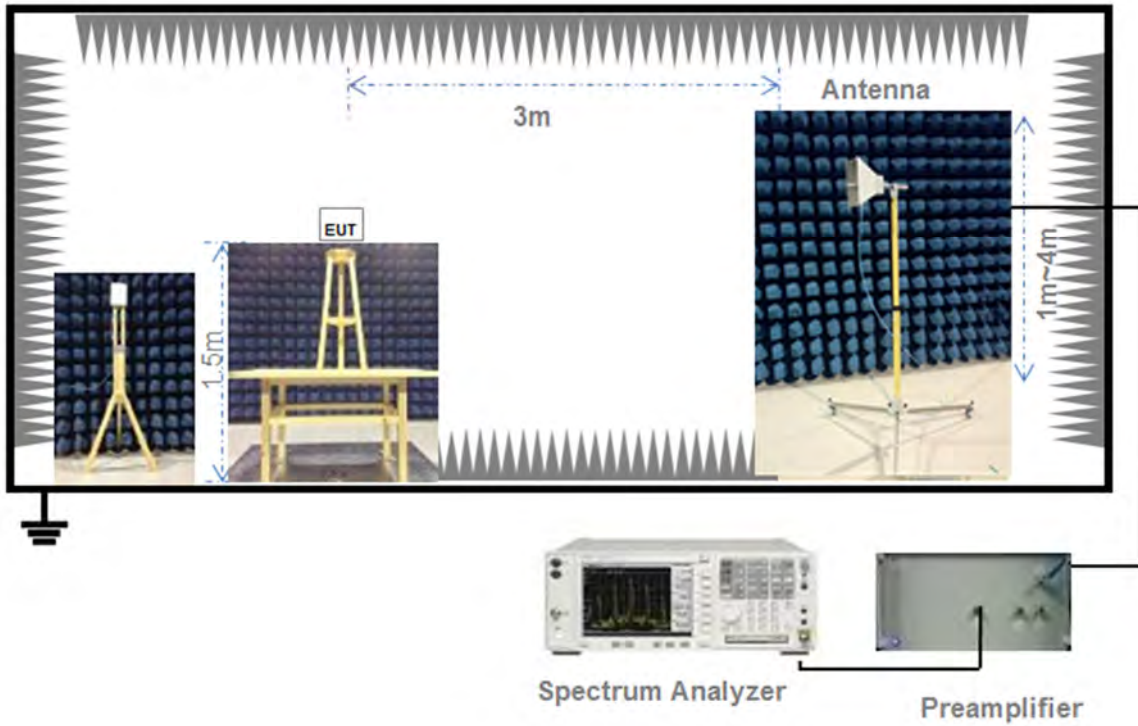 Antenna
3m
EUT
1.5m
1m~4m
Spectrum Analyzer
Preamplifier